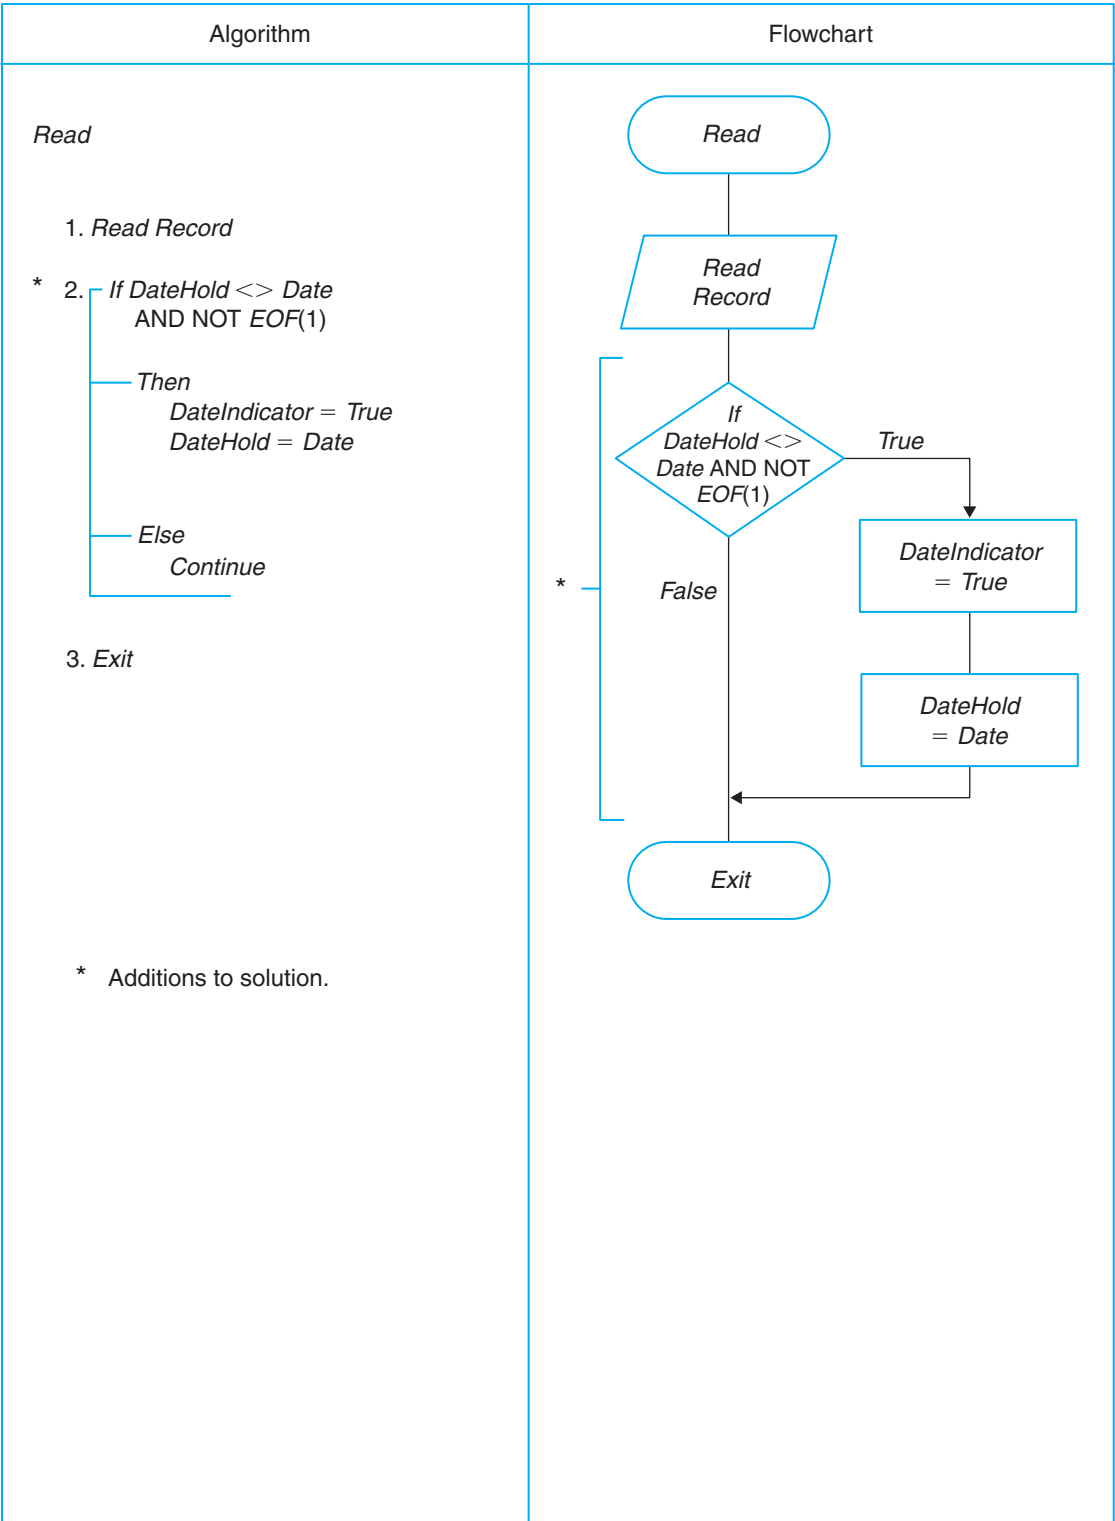 Algorithm
Flowchart
Read
1. Read Record
* 2. If DateHold <> Date
AND NOT EOF(1)
Then
DateIndicator = True
DateHold = Date
Else
Continue
3. Exit
* Additions to solution.
Read
Read
Record
If
DateHold <>
Date AND NOT
EOF(1)
True
DateIndicator
= True
*
False
DateHold
= Date
Exit